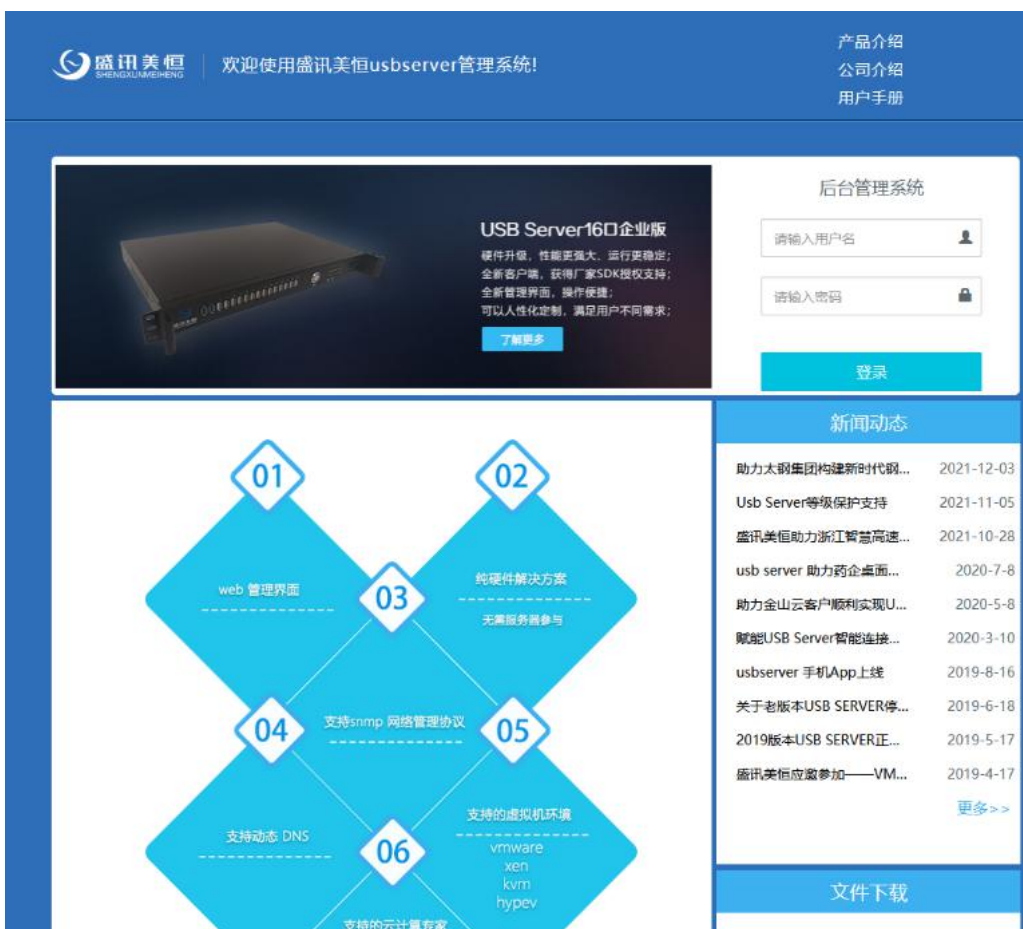 盛讯美恒
SHENGXUNMEIHENG
欢迎使用盛讯美恒usbserver管理系统!
产品介绍
公司介绍
用户手册
USB Server16口企业版
硬件升级，性能更强大、运行更稳定；
全新客户端，获得厂家SDK授权支持；
全新管理界面，操作便捷；
可以人性化定制，满足用户不同需求；
了解更多
后台管理系统
请输入用户名
请输入密码
登录
01
web 管理界面
02
纯硬件解决方案
无需服务器参与
03
支持snmp 网络管理协议
04
支持动态 DNS
05
支持的虚拟机环境
vmware
xen
kvm
hypev
06
支持的云计算专家
新闻动态
助力太钢集团构建新时代钢... 2021-12-03
Usb Server等级保护支持 2021-11-05
盛讯美恒助力浙江智慧高速... 2021-10-28
usb server 助力药企桌面... 2020-7-8
助力金山云客户顺利实现U... 2020-5-8
赋能USB Server智能连接... 2020-3-10
usbserver 手机App上线 2019-8-16
关于老版本USB SERVER停... 2019-6-18
2019版本USB SERVER正... 2019-5-17
盛讯美恒应邀参加——VM... 2019-4-17
更多>>
文件下载